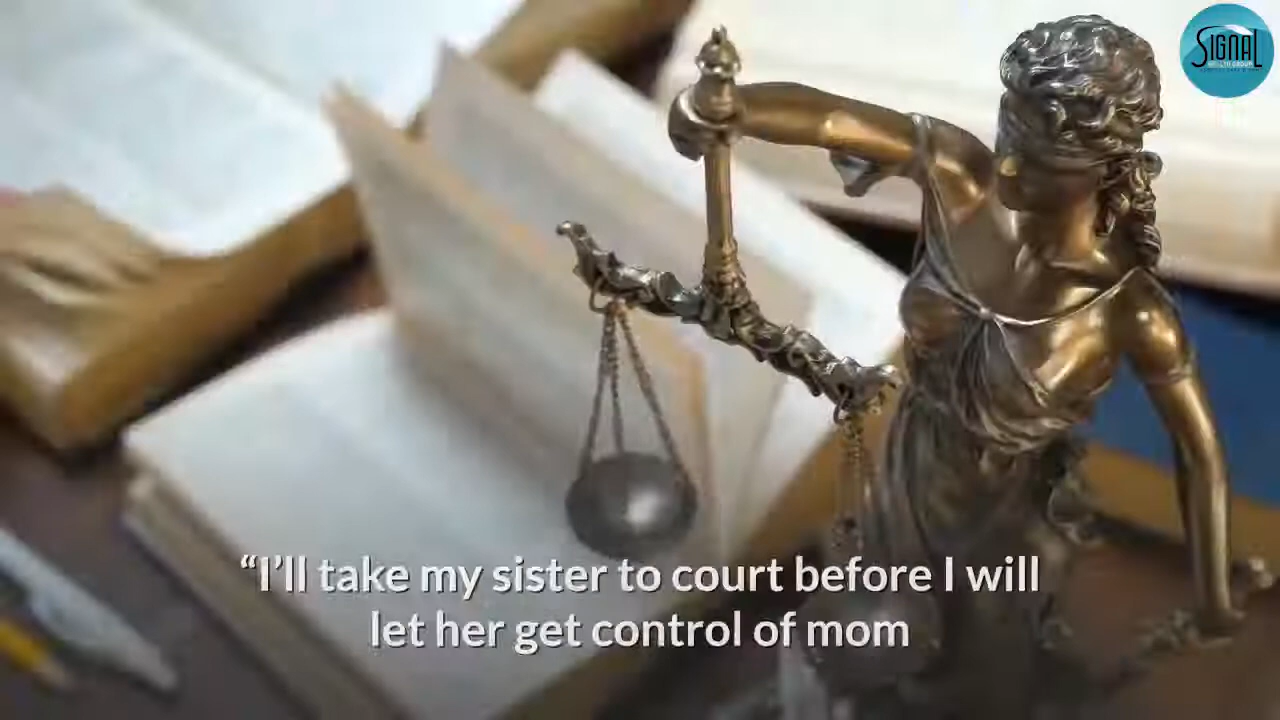 SIGNAL
“I’ll take my sister to court before I will
let her get control of mom